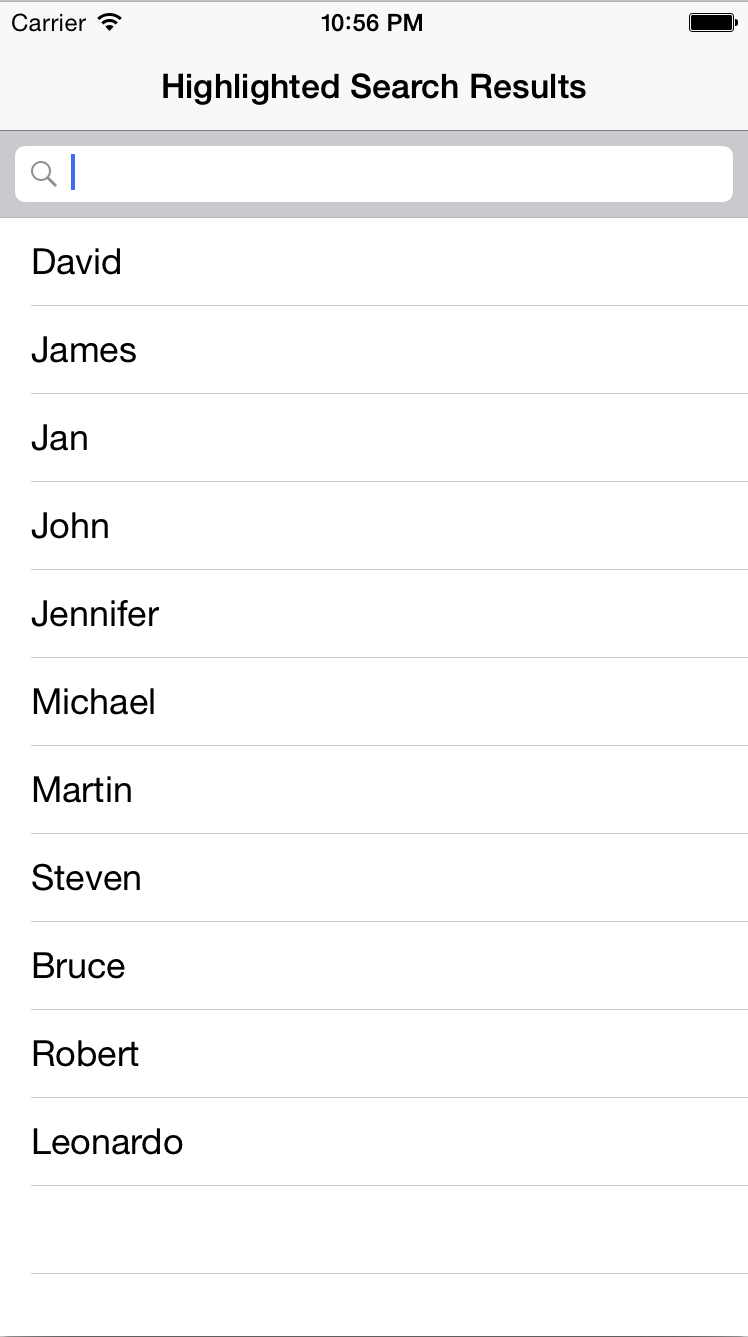 Carrier 10:56 PM
Highlighted Search Results
David
James
Jan
John
Jennifer
Michael
Martin
Steven
Bruce
Robert
Leonardo